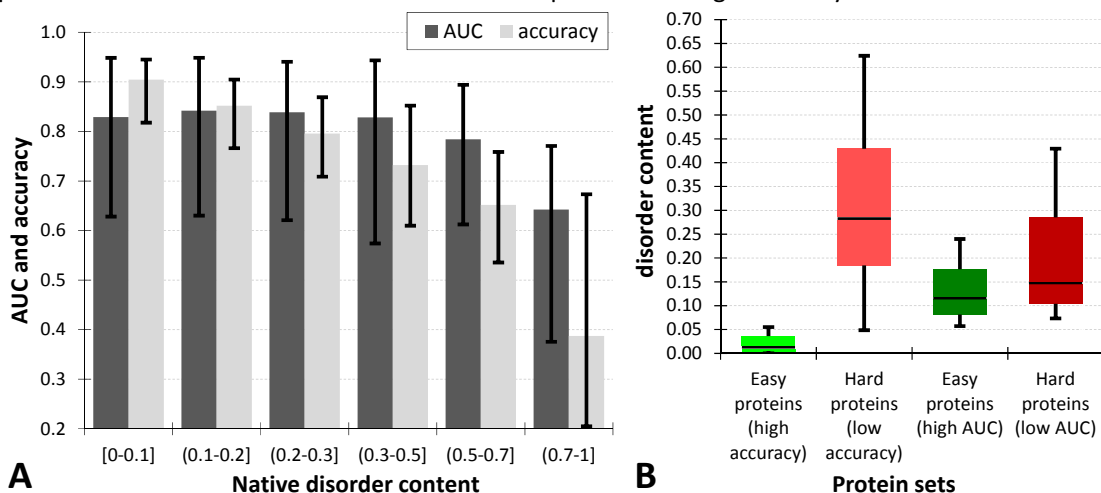 AUC accuracy
1.0
0.9
0.8
0.7
0.6
0.5
0.4
0.3
0.2
AUC and accuracy
[0-0.1] (0.1-0.2] (0.2-0.3] (0.3-0.5] (0.5-0.7] (0.7-1]
A Native disorder content
0.70
0.65
0.60
0.55
0.50
0.45
0.40
0.35
0.30
0.25
0.20
0.15
0.10
0.05
0.00
disorder content
Easy proteins (high accuracy)
Hard proteins (low accuracy)
Easy proteins (high AUC)
Hard proteins (low AUC)
B Protein sets